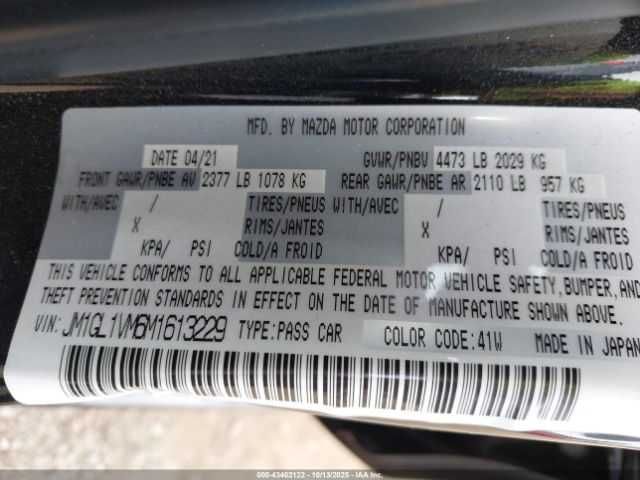 MFD. BY MAZDA MOTOR CORPORATION
DATE 04/21 GVWR/PNBV 4473 LB 2029 KG
FRONT GAWR/PNBE AV 2377 LB 1078 KG REAR GAWR/PNBE AR 2110 LB 957 KG
WITH/AVEC / TIRES/PNEUS WITH/AVEC / TIRES/PNEUS
X RIMS/JANTES X RIMS/JANTES
KPA/ PSI COLD/A FROID KPA/ PSI COLD/A FROID
THIS VEHICLE CONFORMS TO ALL APPLICABLE FEDERAL MOTOR VEHICLE SAFETY, BUMPER, AND
THEFT PREVENTION STANDARDS IN EFFECT ON THE DATE OF MANUFACTURE SHOWN ABOVE.
VIN: JM1GL1VM6M1613229 TYPE: PASS CAR COLOR CODE: 41W MADE IN JAPAN
000-43402122 - 10/13/2025 - IAA Inc.